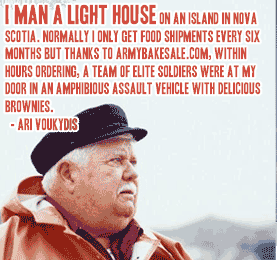 I MAN A LIGHT HOUSE ON AN ISLAND IN NOVA
SCOTIA. NORMALLY I ONLY GET FOOD SHIPMENTS EVERY SIX
MONTHS BUT THANKS TO ARMYBAKESALE.COM, WITHIN
HOURS ORDERING, A TEAM OF ELITE SOLDIERS WERE AT MY
DOOR IN AN AMPHIBIOUS ASSAULT VEHICLE WITH DELICIOUS
BROWNIES.
- ARI VOUKYDIS